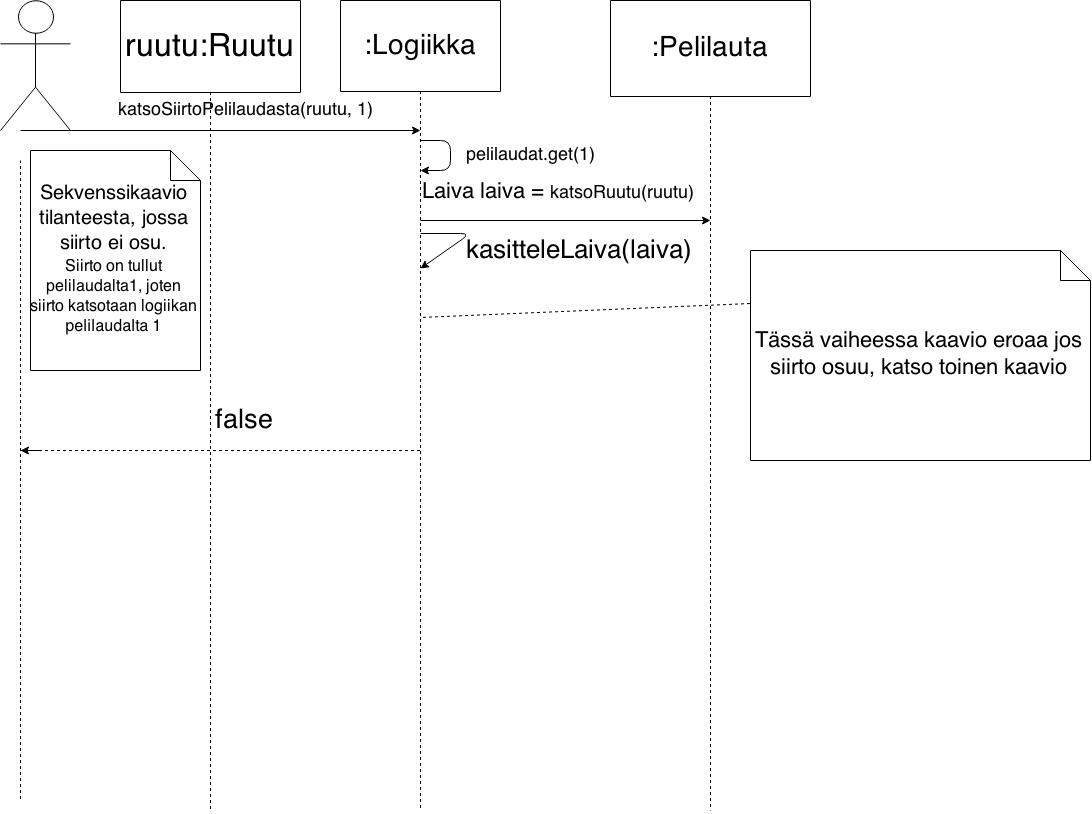 ruutu:Ruutu
:Logiikka
:Pelilauta
katsoSiirtoPelilaudasta(ruutu, 1)
pelilaudat.get(1)
Laiva laiva = katsoRuutu(ruutu)
kasitteleLaiva(laiva)
Sekvenssikaavio
tilanteesta, jossa
siirto ei osu.
Siirto on tullut
pelilaudalta1, joten
siirto katsotaan logiikan
pelilaudalta 1
Tässä vaiheessa kaavio eroaa jos
siirto osuu, katso toinen kaavio
false